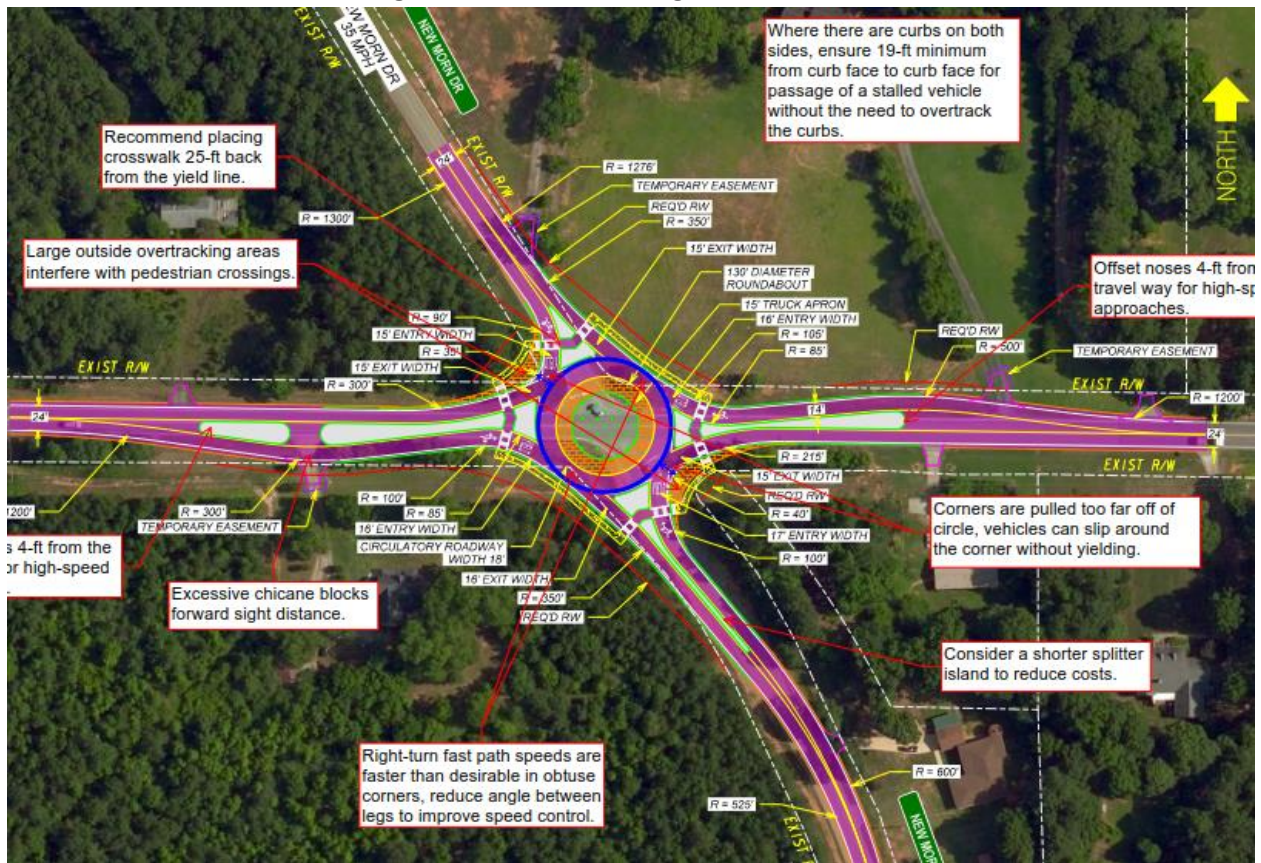 NEW MORN DR
35 MPH
NEW MORN DR
EXIST R/W
Where there are curbs on both
sides, ensure 19-ft minimum
from curb face to curb face for
passage of a stalled vehicle
without the need to overtrack
the curbs.
NORTH
Recommend placing
crosswalk 25-ft back
from the yield line.
24'
EXIST R/W
R = 1276'
TEMPORARY EASEMENT
REQ'D RW
R = 350'
R = 1300'
15' EXIT WIDTH
Large outside overtracking areas
interfere with pedestrian crossings.
130' DIAMETER
ROUNDABOUT
Offset noses 4-ft from
travel way for high-sp
approaches.
15' TRUCK APRON
16' ENTRY WIDTH
R = 90'
R = 105'
REQ'D RW
15' ENTRY WIDTH
R = 500'
R = 35'
R = 85'
TEMPORARY EASEMENT
EXIST R/W
15' EXIT WIDTH
R = 300'
EXIST R/W
R = 1200'
24'
14'
24'
R = 215'
EXIST R/W
15' EXIT WIDTH
R = 100'
REQ'D RW
1200'
R = 300'
R = 85'
R = 40'
TEMPORARY EASEMENT
16' ENTRY WIDTH
17' ENTRY WIDTH
Corners are pulled too far off of
circle, vehicles can slip around
the corner without yielding.
CIRCULATORY ROADWAY
WIDTH 18'
R = 100'
s 4-ft from the
or high-speed
16' EXIT WIDTH
Excessive chicane blocks
forward sight distance.
R = 350'
REQ'D RW
Consider a shorter splitter
island to reduce costs.
Right-turn fast path speeds are
faster than desirable in obtuse
corners, reduce angle between
legs to improve speed control.
R = 600'
R = 525'
EXIST R/W
NEW MOR